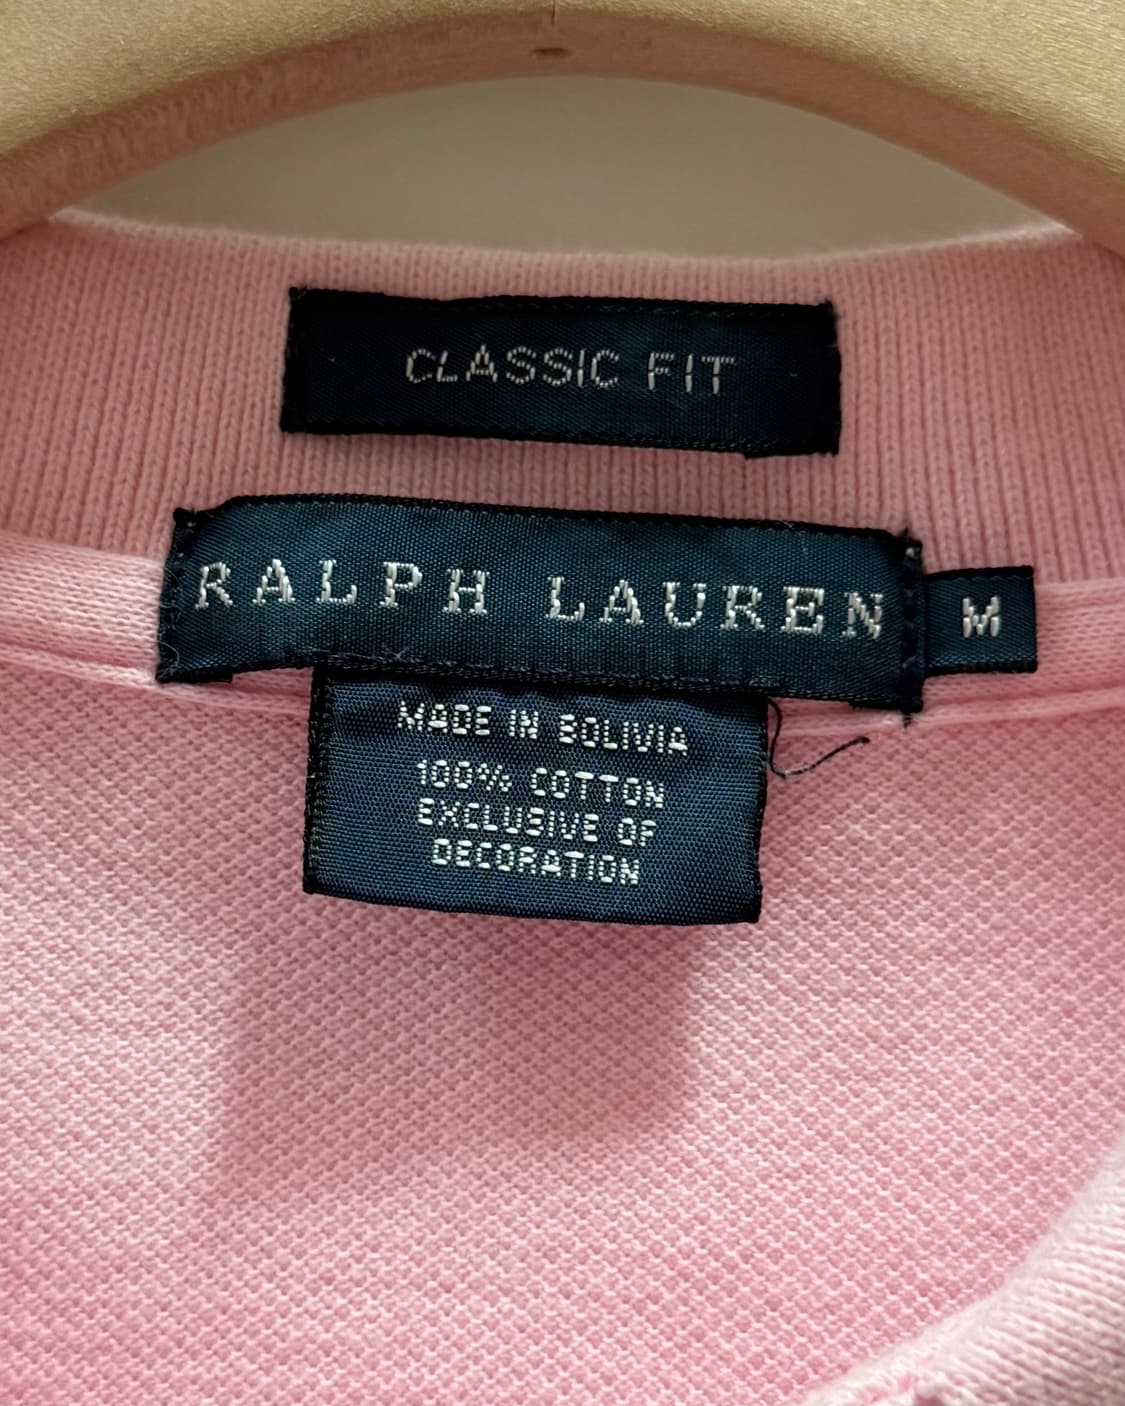 CLASSIC FIT
RALPH LAUREN M
MADE IN BOLIVIA
100% COTTON
EXCLUSIVE OF
DECORATION